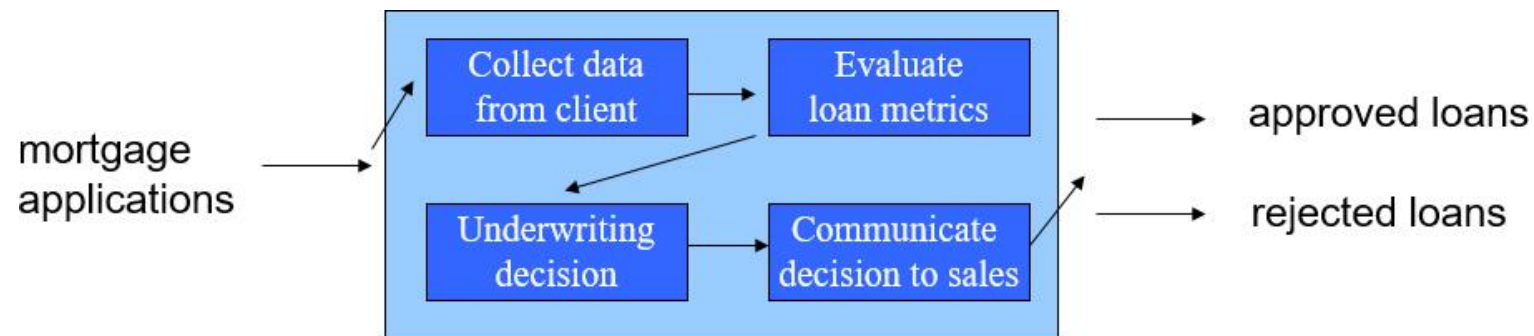 mortgage
applications
Collect data
from client
Evaluate
loan metrics
Underwriting
decision
Communicate
decision to sales
approved loans
rejected loans